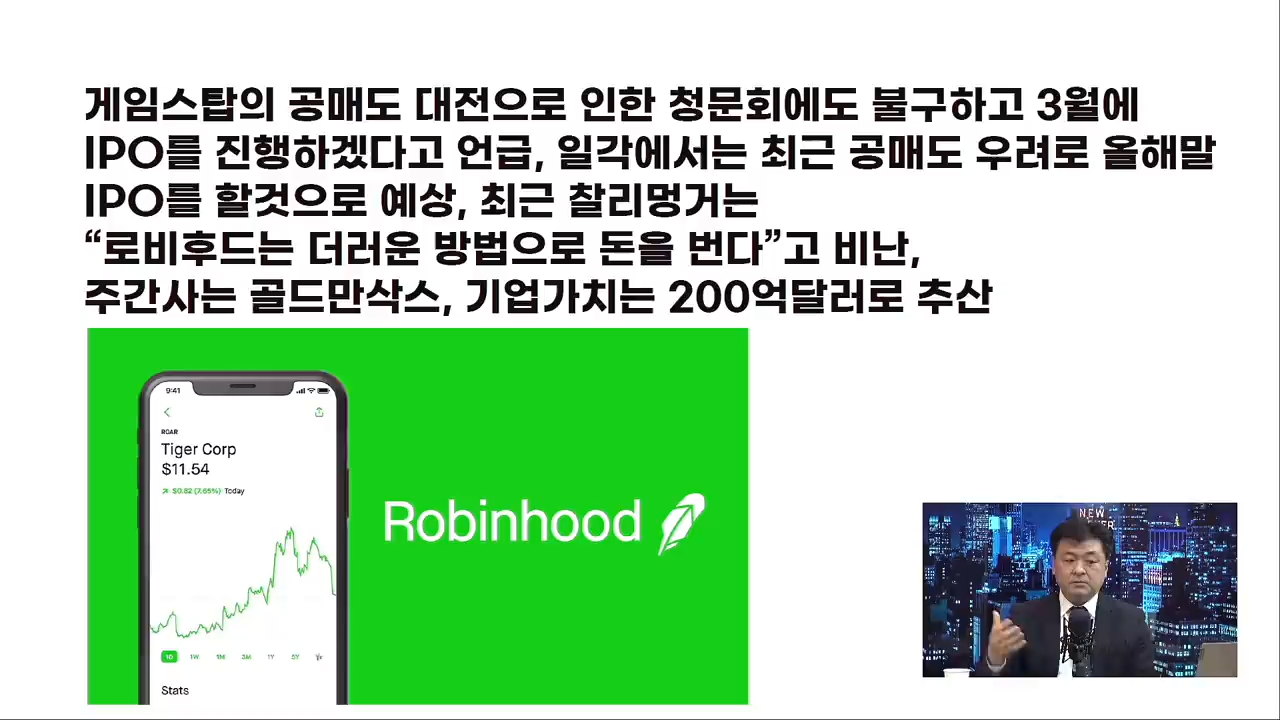 게임스탑의 공매도 대전으로 인한 청문회에도 불구하고 3월에
IPO를 진행하겠다고 언급, 일각에서는 최근 공매도 우려로 올해말
IPO를 할것으로 예상, 최근 찰리멍거는
“로비후드는 더러운 방법으로 돈을 번다”고 비난,
주간사는 골드만삭스, 기업가치는 200억달러로 추산
9:41
ROAR
Tiger Corp
$11.54
$0.82 (7.65%) Today
Robinhood
1D 1W 1M 3M 1Y 5Y
Stats
NEW